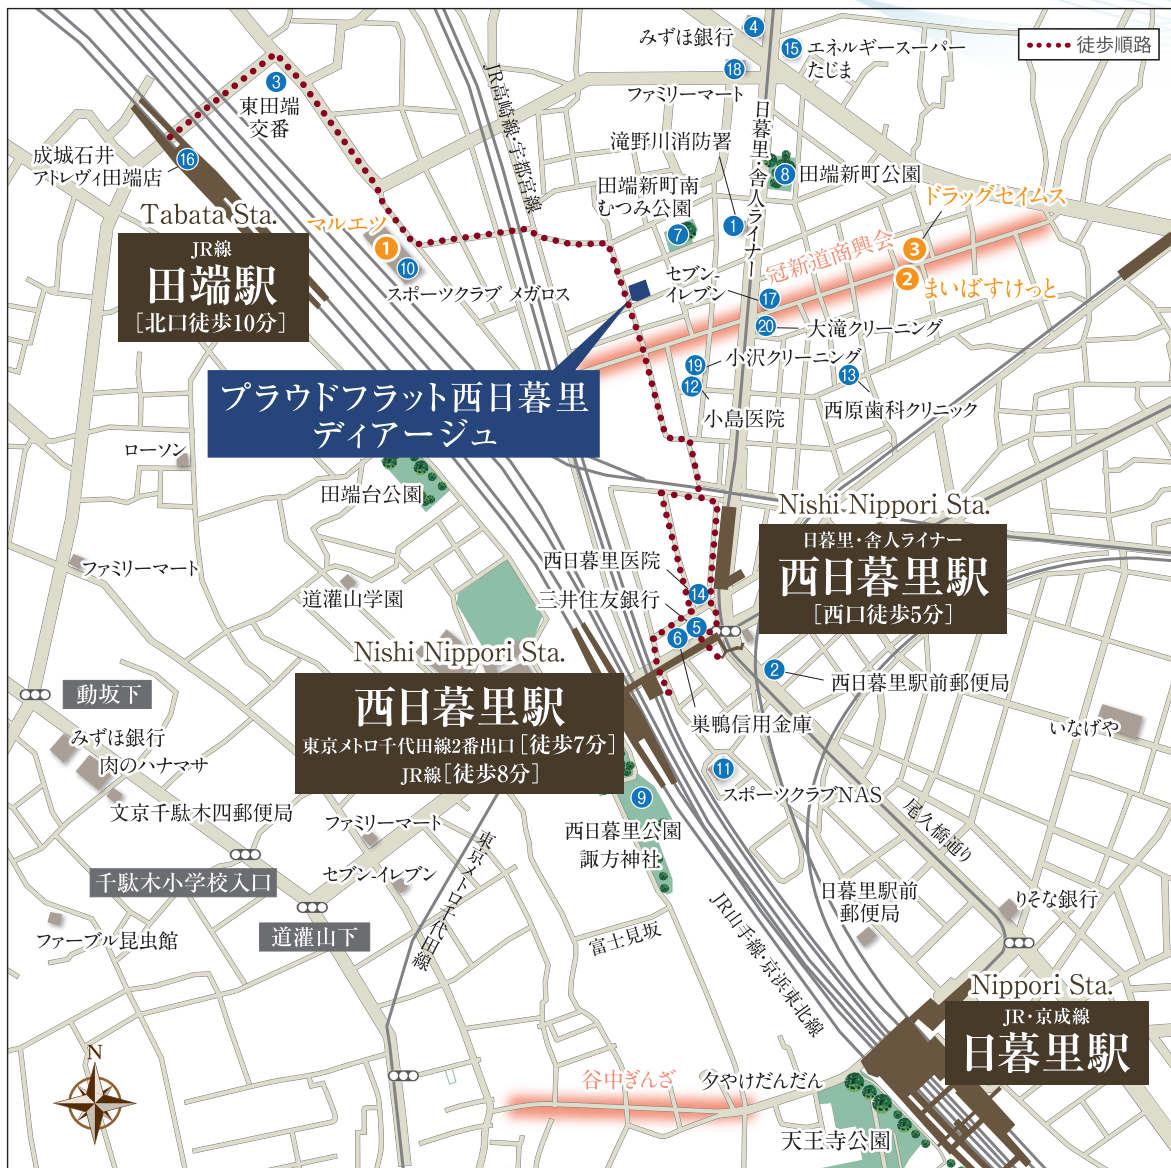 徒歩順路
みずほ銀行
4
15
エネルギースーパー
たじま
18
ファミリーマート
3
東田端
交番
JR高崎線・宇都宮線
日暮里・舎人ライナー
滝野川消防署
成城石井
アトレヴィ田端店
16
8
田端新町公園
田端新町南
むつみ公園
7
1
ドラッグセイムス
3
Tabata Sta.
JR線
田端駅
[北口徒歩10分]
マルエツ
1
10
スポーツクラブ メガロス
冠新道商興会
2
まいばすけっと
セブン-
イレブン
17
20
大滝クリーニング
19
小沢クリーニング
12
小島医院
13
西原歯科クリニック
プラウドフラット西日暮里
ディアージュ
ローソン
田端台公園
Nishi Nippori Sta.
日暮里・舎人ライナー
西日暮里駅
[西口徒歩5分]
ファミリーマート
道灌山学園
西日暮里医院
14
三井住友銀行
5
6
巣鴨信用金庫
2
西日暮里駅前郵便局
Nishi Nippori Sta.
西日暮里駅
東京メトロ千代田線2番出口[徒歩7分]
JR線[徒歩8分]
動坂下
みずほ銀行
肉のハナマサ
文京千駄木四郵便局
いなげや
11
スポーツクラブNAS
9
西日暮里公園
諏方神社
尾久橋通り
ファミリーマート
セブン-イレブン
東京メトロ千代田線
千駄木小学校入口
道灌山下
ファーブル昆虫館
富士見坂
JR山手線・京浜東北線
日暮里駅前
郵便局
りそな銀行
Nippori Sta.
JR・京成線
日暮里駅
N
谷中ぎんざ
夕やけだんだん
天王寺公園